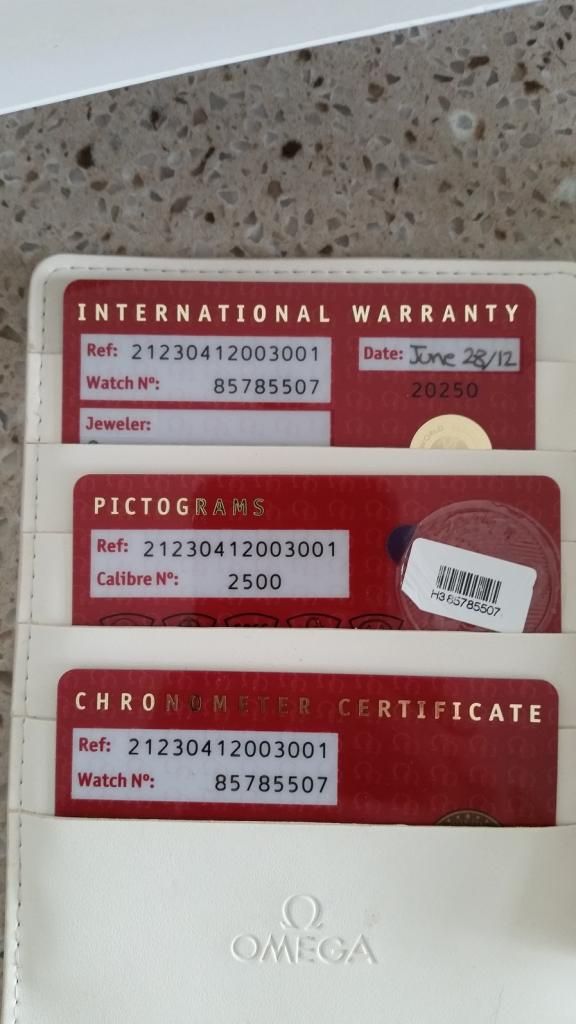 INTERNATIONAL WARRANTY
Ref: 21230412003001
Date: June 28/12
Watch Nº: 85785507
20250
Jeweler:
WORLD
PICTOGRAMS
Ref: 21230412003001
Calibre Nº: 2500
H3 85785507
CHRONOMETER CERTIFICATE
Ref: 21230412003001
Watch Nº: 85785507
Ω
OMEGA